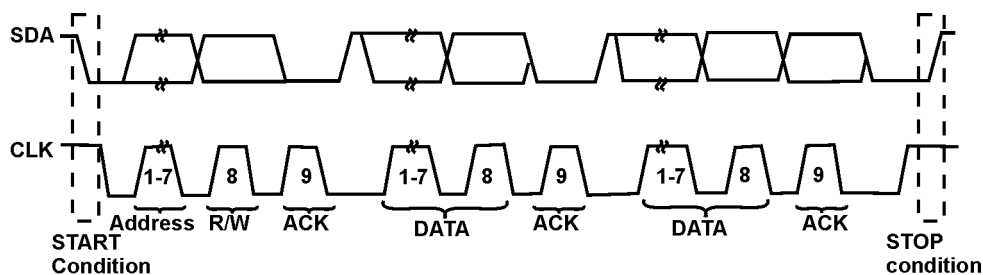 SDA
CLK
1-7 8 9 1-7 8 9 1-7 8 9
Address R/W ACK DATA ACK DATA ACK
START
Condition
STOP
condition